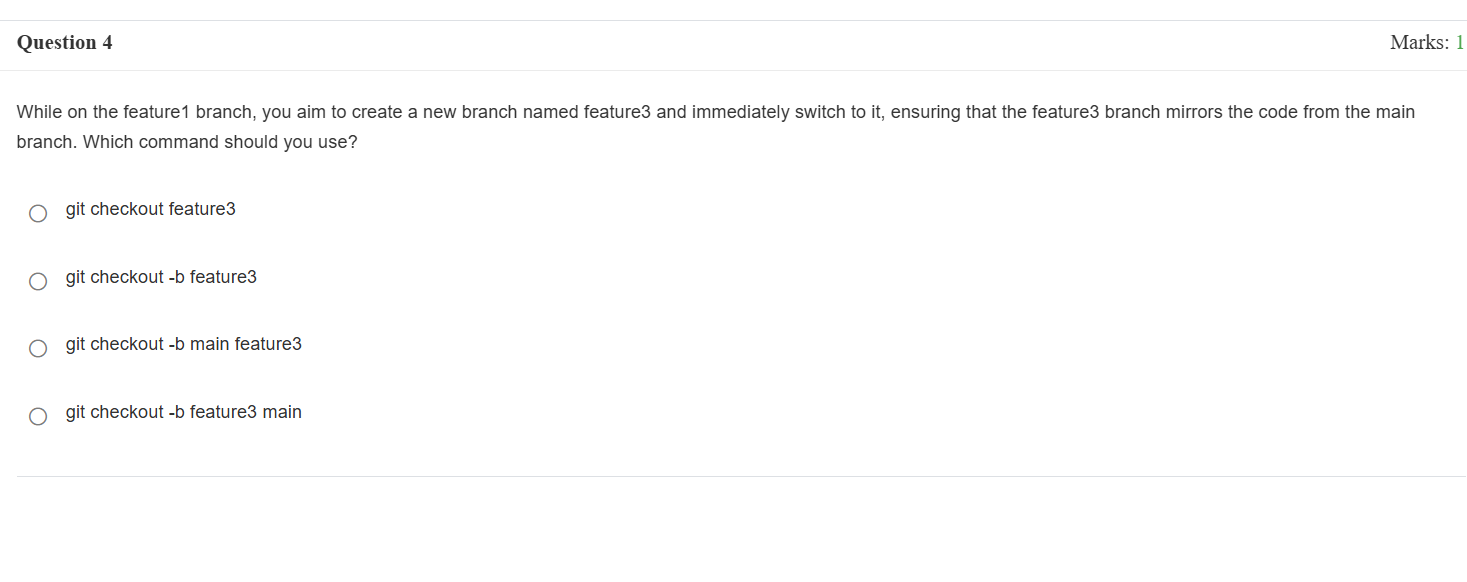 Question 4
Marks: 1
While on the feature1 branch, you aim to create a new branch named feature3 and immediately switch to it, ensuring that the feature3 branch mirrors the code from the main
branch. Which command should you use?
git checkout feature3
git checkout -b feature3
git checkout -b main feature3
git checkout -b feature3 main